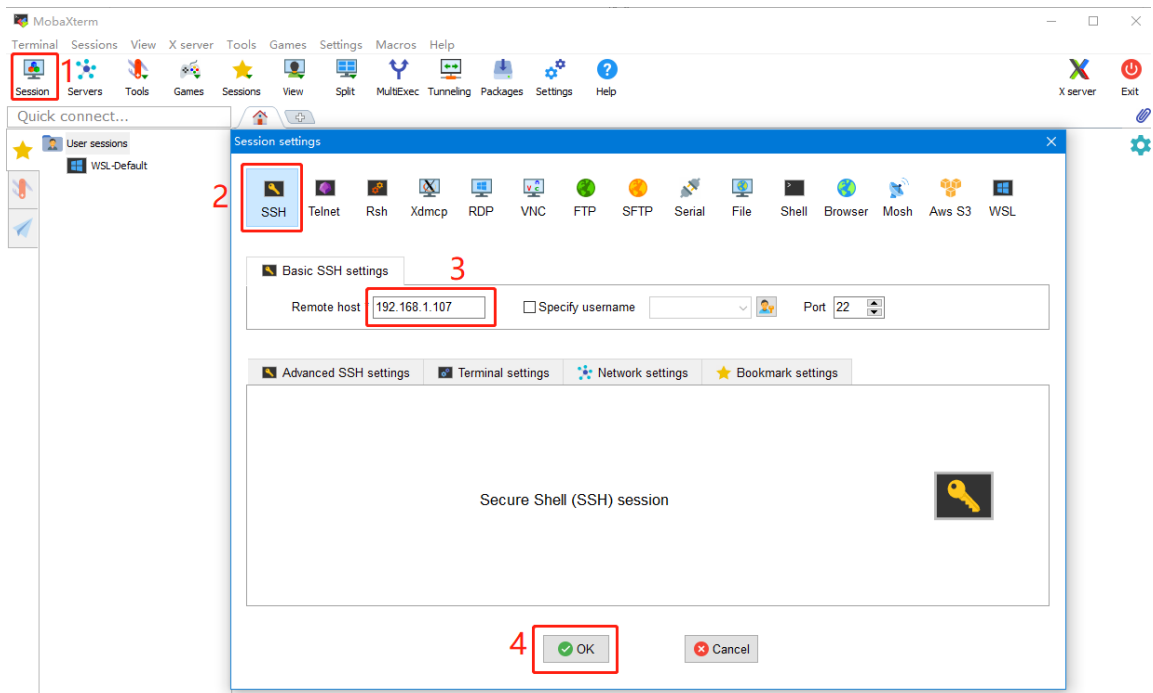 MobaXterm
Terminal Sessions View X server Tools Games Settings Macros Help
1
Session Servers Tools Games Sessions View Split MultiExec Tunneling Packages Settings Help X server Exit
Quick connect...
User sessions
WSL-Default
Session settings
2
SSH Telnet Rsh Xdmcp RDP VNC FTP SFTP Serial File Shell Browser Mosh Aws S3 WSL
Basic SSH settings
3
Remote host * 192.168.1.107 Specify username Port 22
Advanced SSH settings Terminal settings Network settings Bookmark settings
Secure Shell (SSH) session
4
OK Cancel